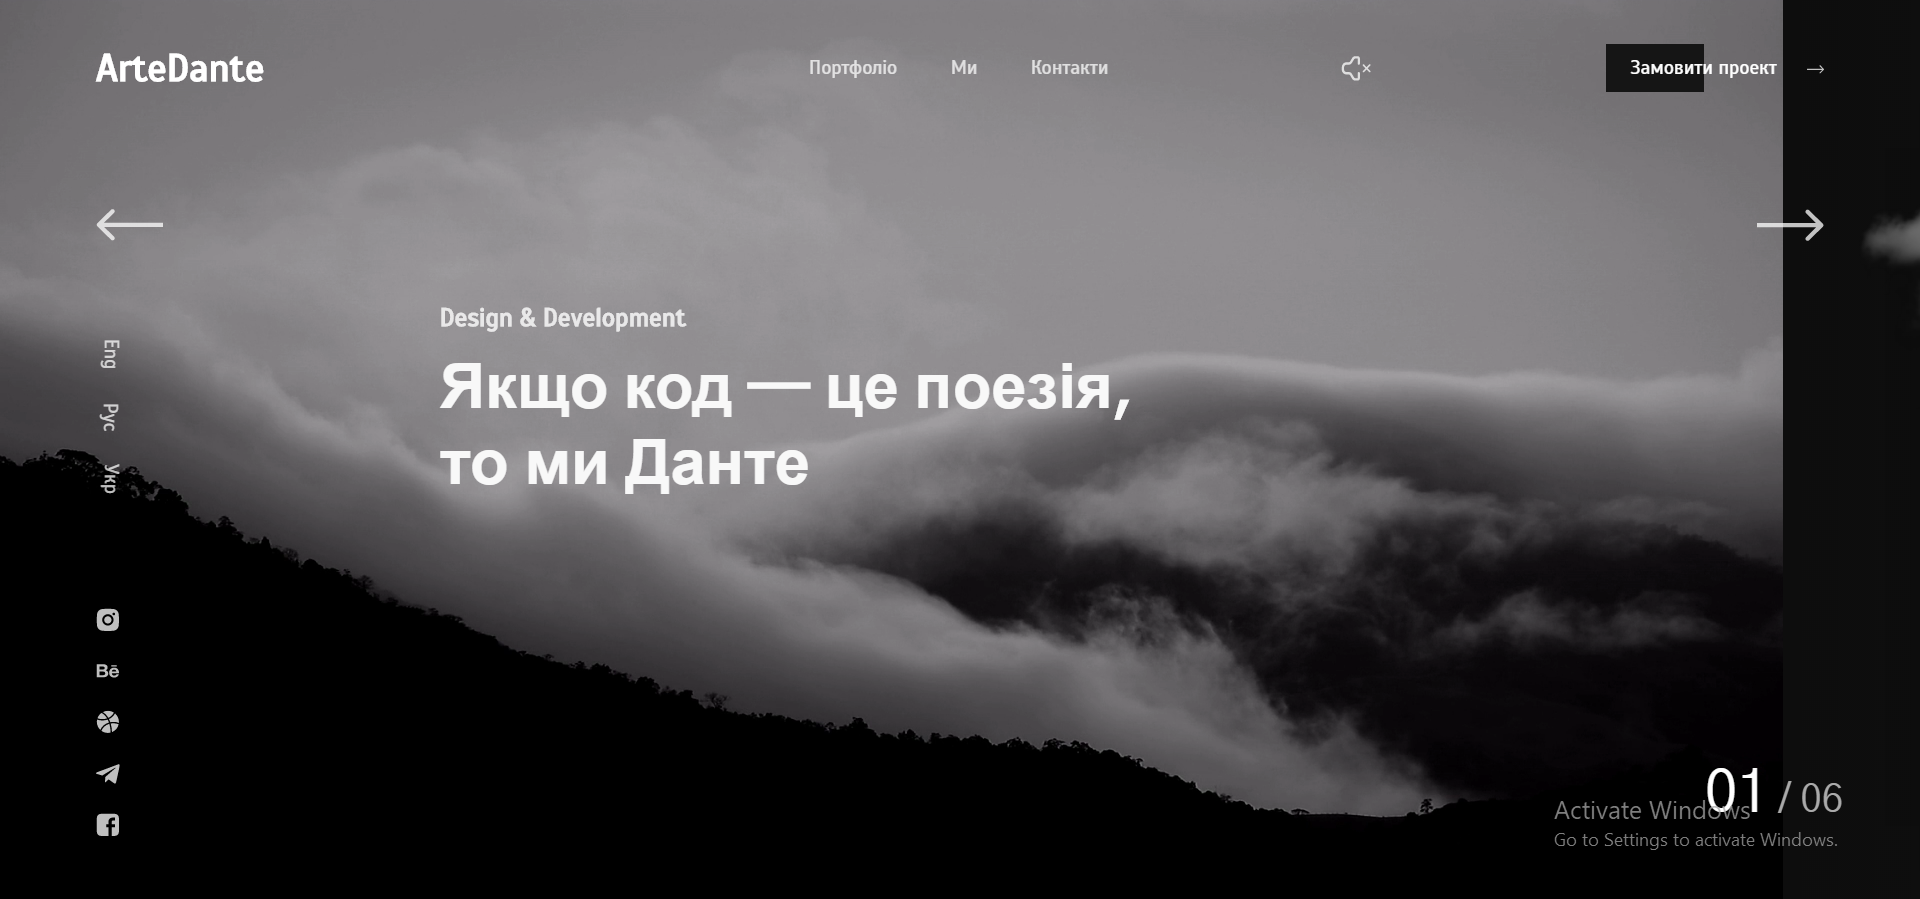 ArteDante
Портфоліо
Ми
Контакти
Замовити проект
Design & Development
Якщо код — це поезія,
то ми Данте
Eng
Рус
Укр
Bē
01 / 06
Activate Windows
Go to Settings to activate Windows.